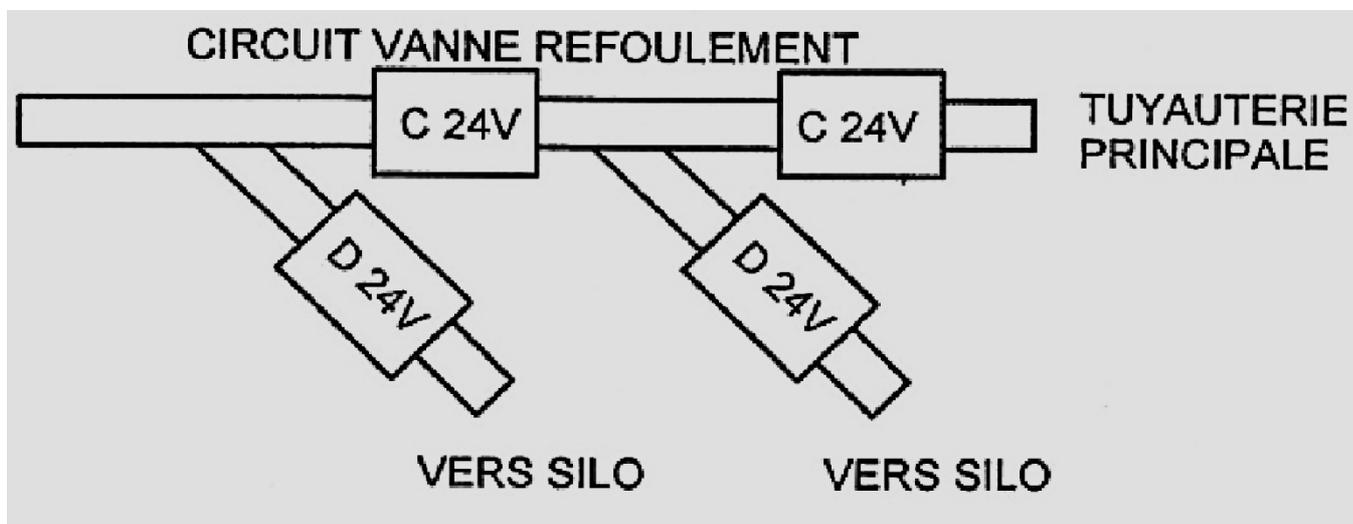 CIRCUIT VANNE REFOULEMENT
C 24V
C 24V
TUYAUTERIE
PRINCIPALE
D 24V
D 24V
VERS SILO
VERS SILO